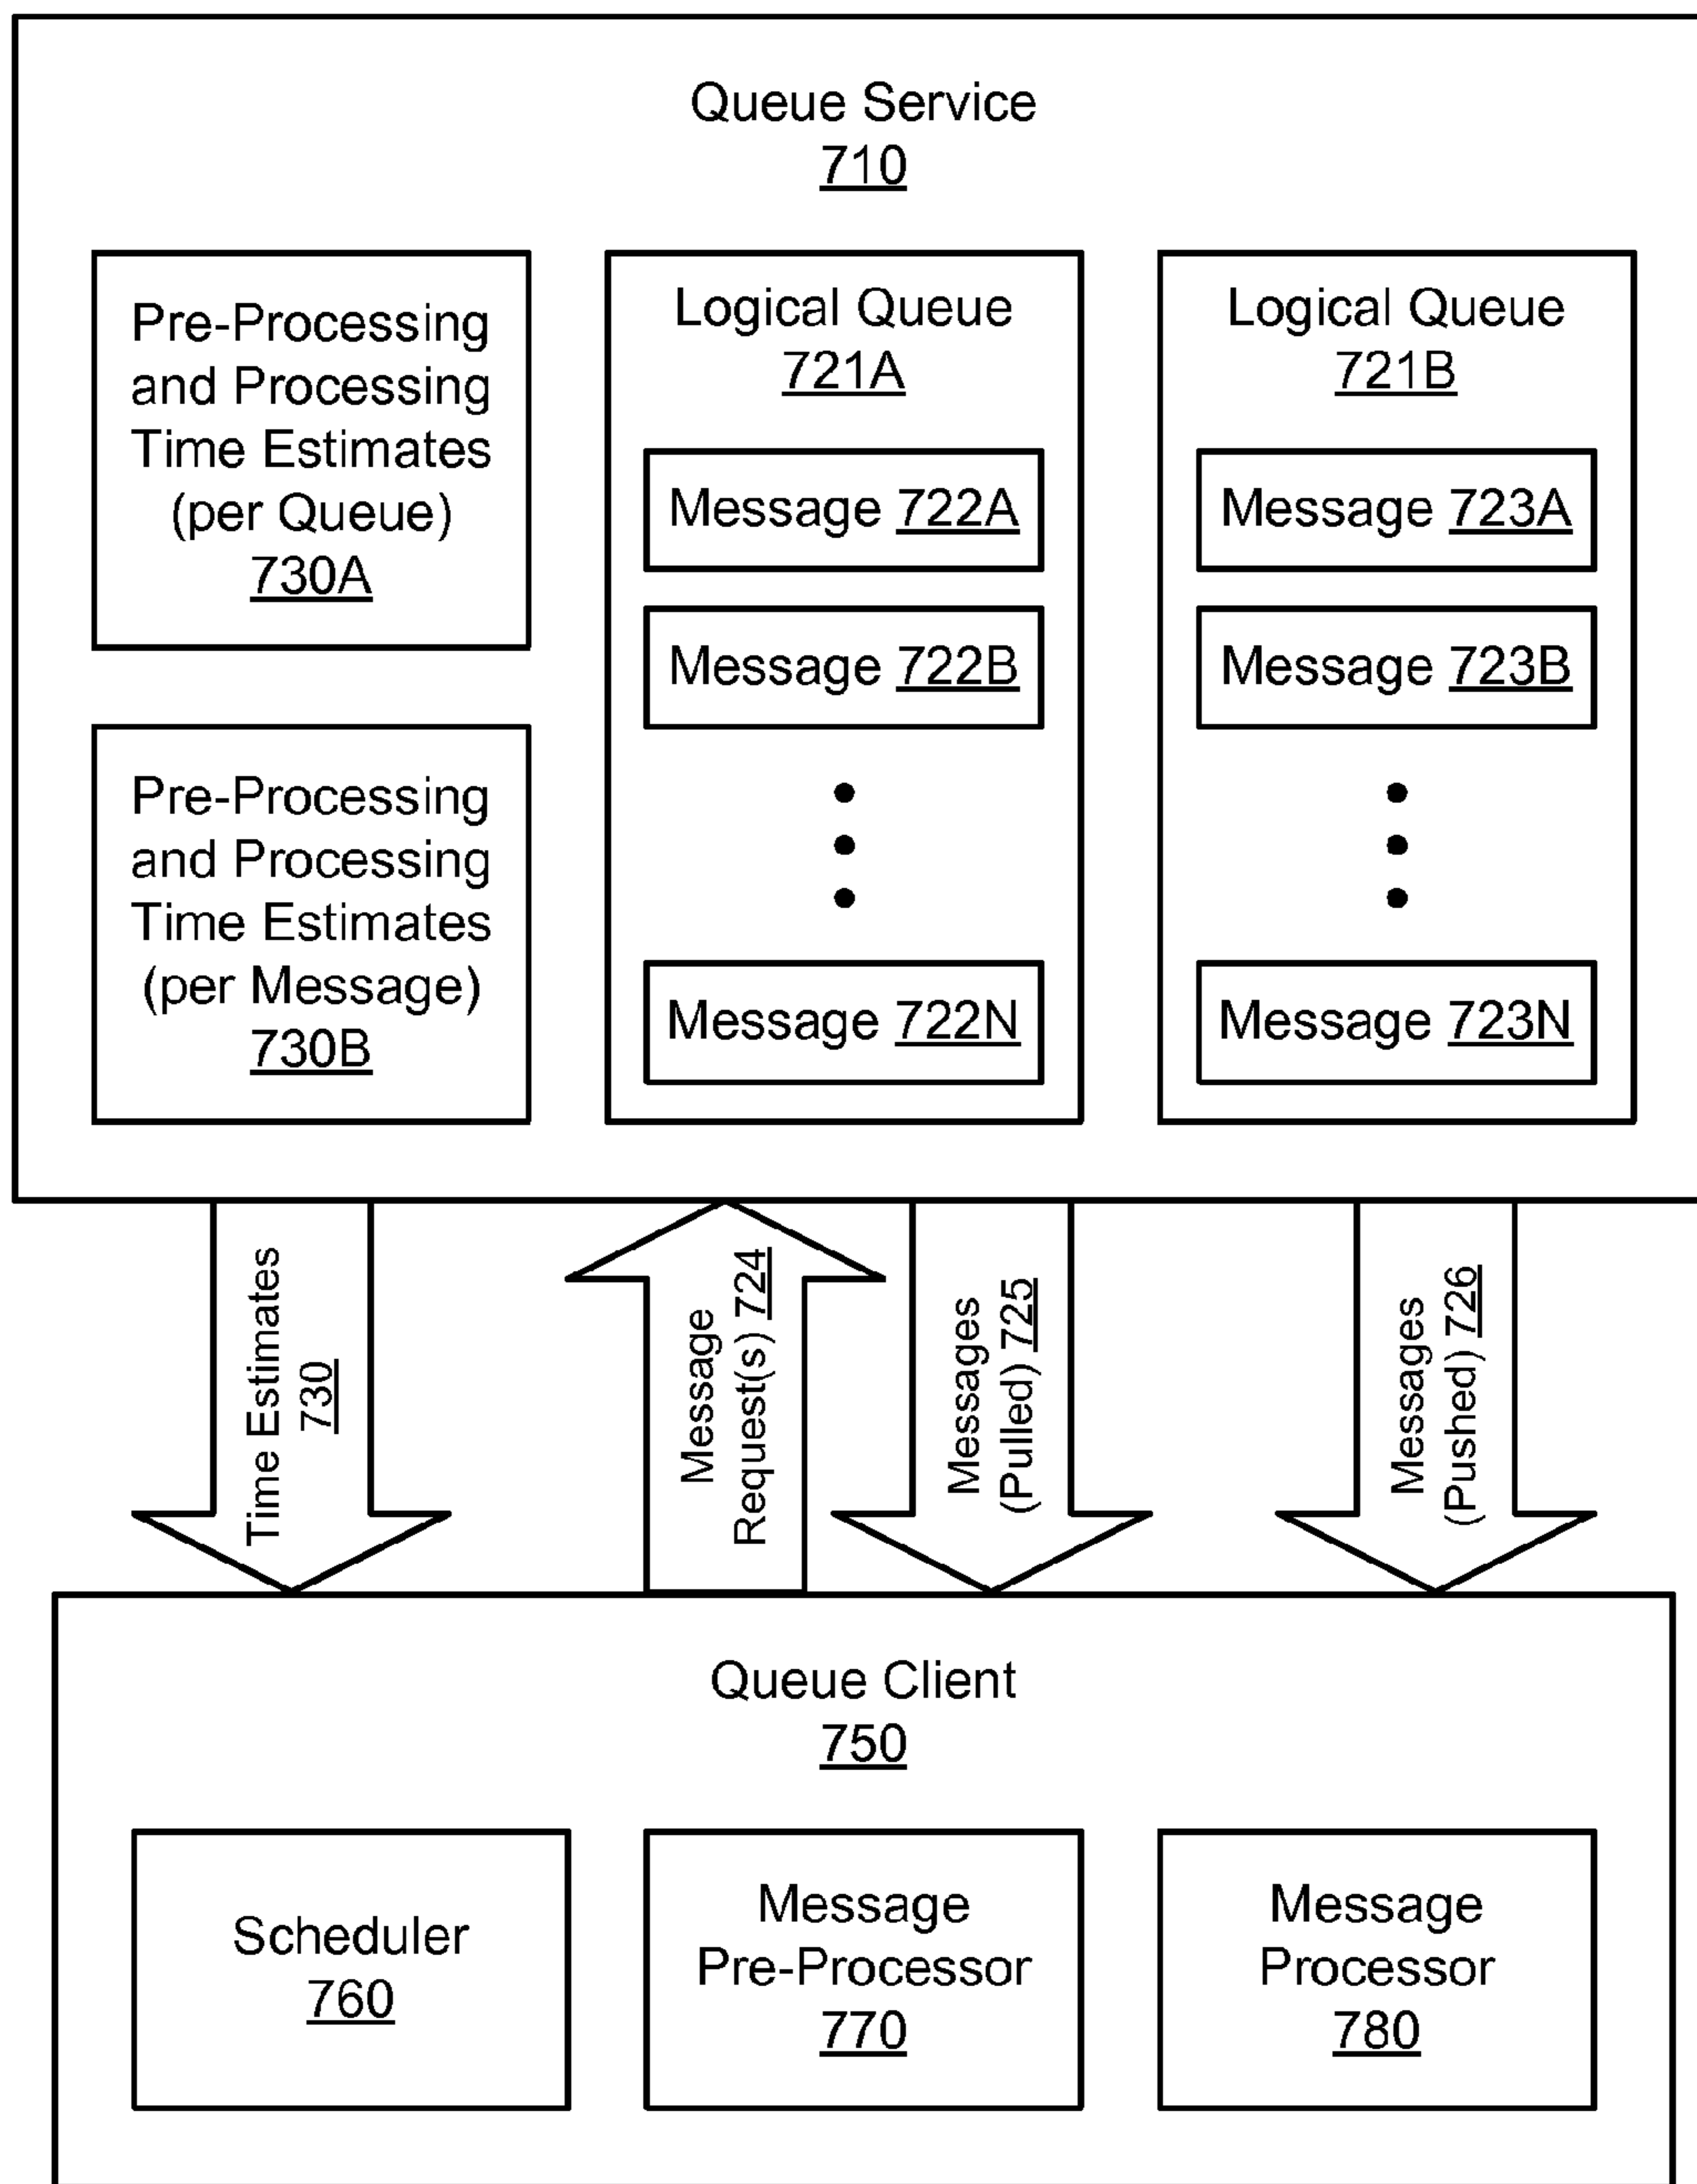 Queue Service
710
Pre-Processing
and Processing
Time Estimates
(per Queue)
730A
Pre-Processing
and Processing
Time Estimates
(per Message)
730B
Logical Queue
721A
Message 722A
Message 722B
Message 722N
Logical Queue
721B
Message 723A
Message 723B
Message 723N
Time Estimates
730
Message
Request(s) 724
Messages
(Pulled) 725
Messages
(Pushed) 726
Queue Client
750
Scheduler
760
Message
Pre-Processor
770
Message
Processor
780